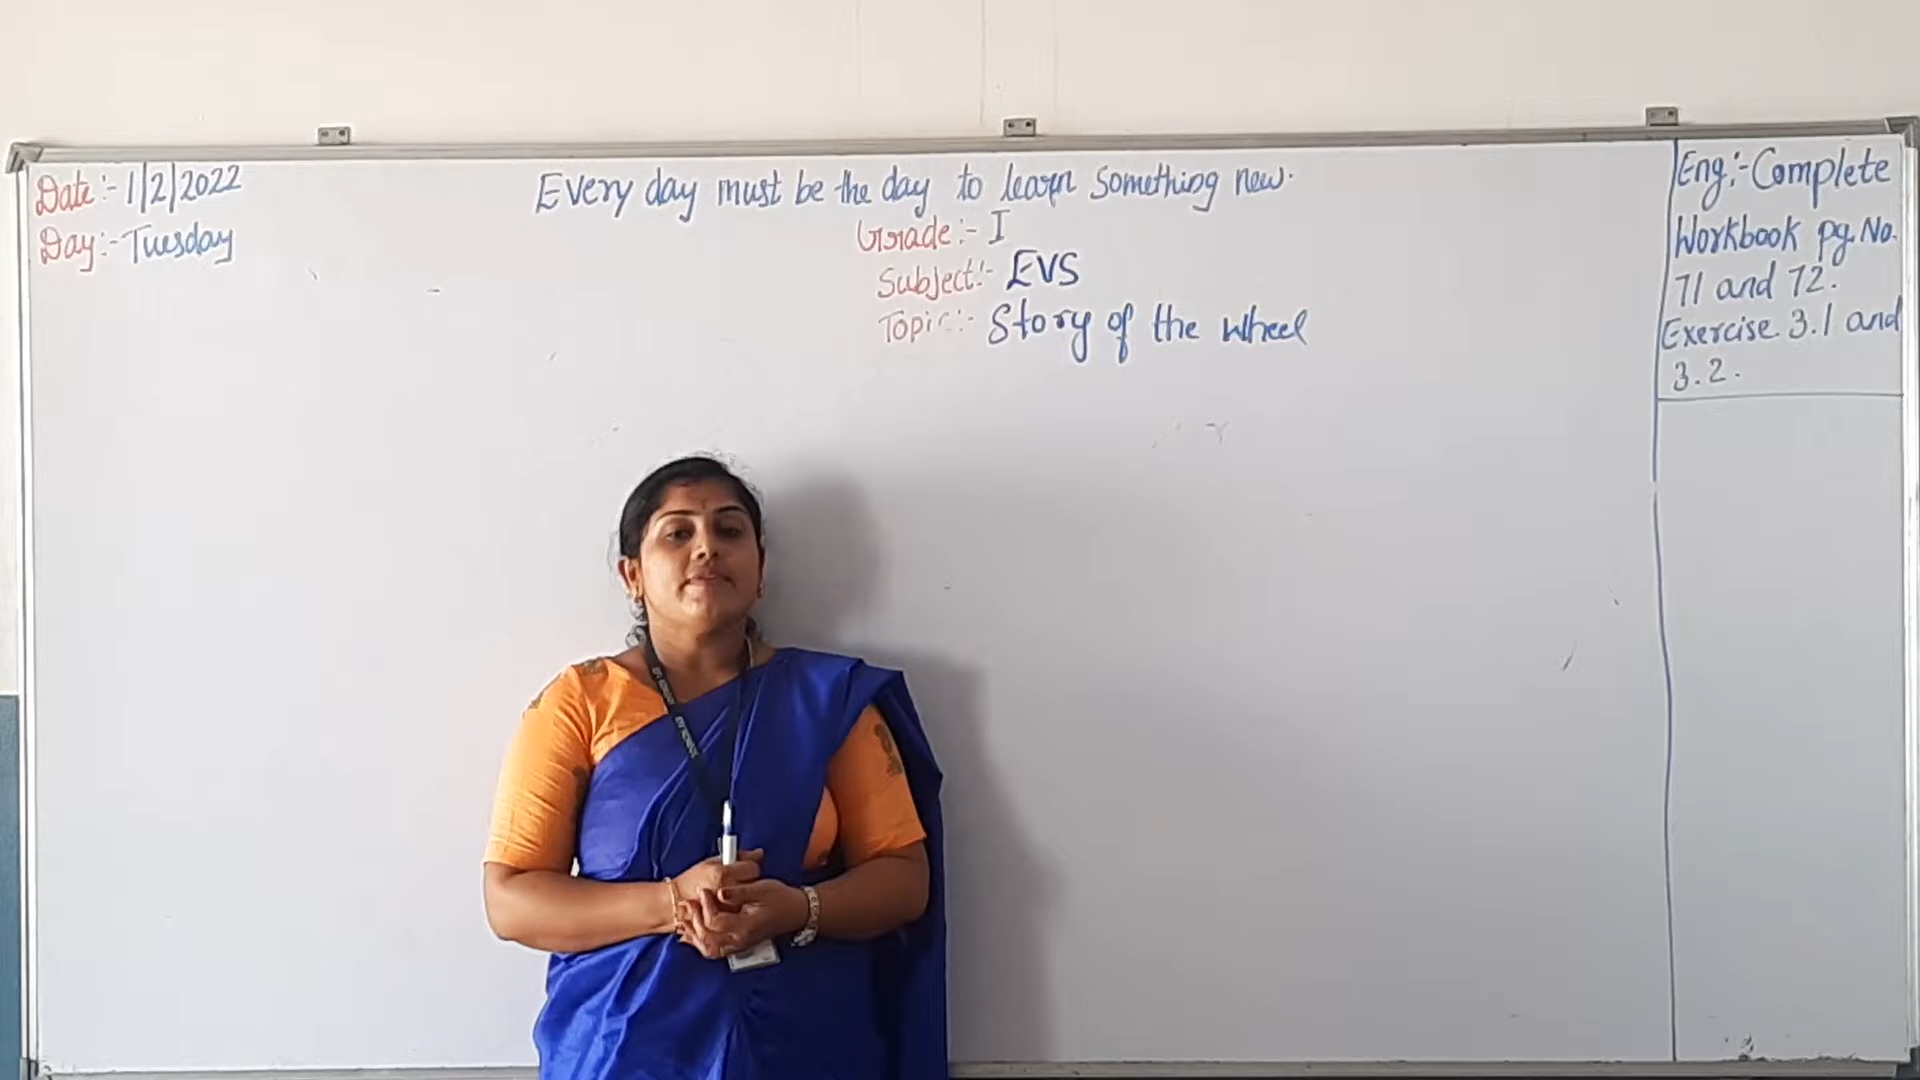 Date:- 1/2/2022
Day:- Tuesday
Every day must be the day to learn something new.
Grade:- I
Subject:- EVS
Topic:- Story of the wheel
Eng:- Complete
Workbook pg. No.
71 and 72.
Exercise 3.1 and
3.2.